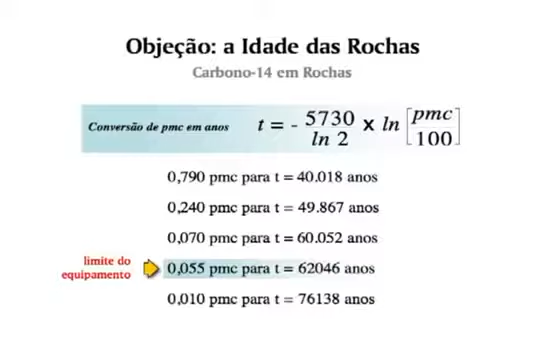 Objeção: a Idade das Rochas
Carbono-14 em Rochas
Conversão de pmc em anos t = - 5730 / ln 2 x ln [pmc / 100]
0,790 pmc para t = 40.018 anos
0,240 pmc para t = 49.867 anos
0,070 pmc para t = 60.052 anos
limite do
equipamento
0,055 pmc para t = 62046 anos
0,010 pmc para t = 76138 anos